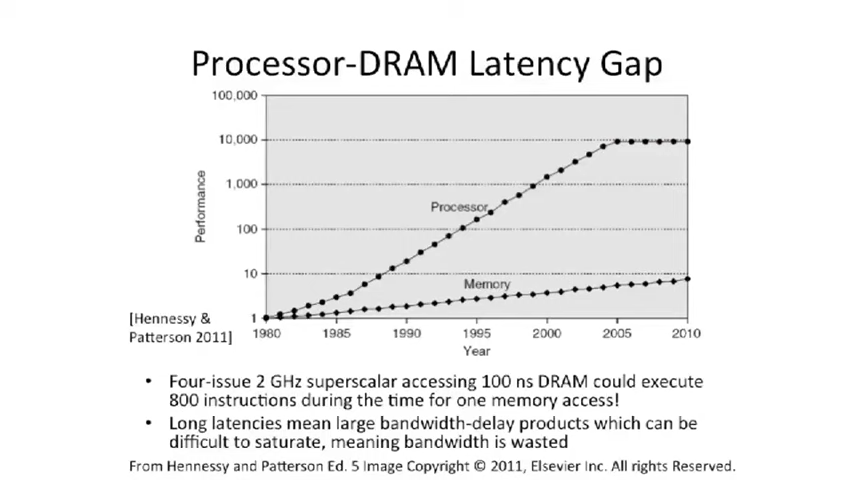 Processor-DRAM Latency Gap
100,000
10,000
1,000
100
10
1
Performance
Processor
Memory
1980 1985 1990 1995 2000 2005 2010
Year
[Hennessy &
Patterson 2011]
• Four-issue 2 GHz superscalar accessing 100 ns DRAM could execute
800 instructions during the time for one memory access!
• Long latencies mean large bandwidth-delay products which can be
difficult to saturate, meaning bandwidth is wasted
From Hennessy and Patterson Ed. 5 Image Copyright © 2011, Elsevier Inc. All rights Reserved.